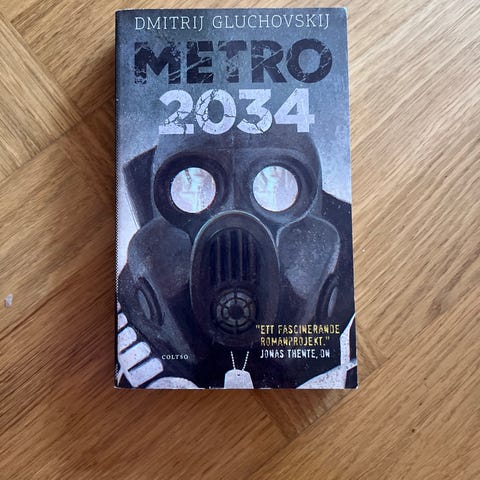 DMITRIJ GLUCHOVSKIJ
METRO
2034
"ETT FASCINERANDE
ROMANPROJEKT."
JONAS THENTE, DN
COLTSO